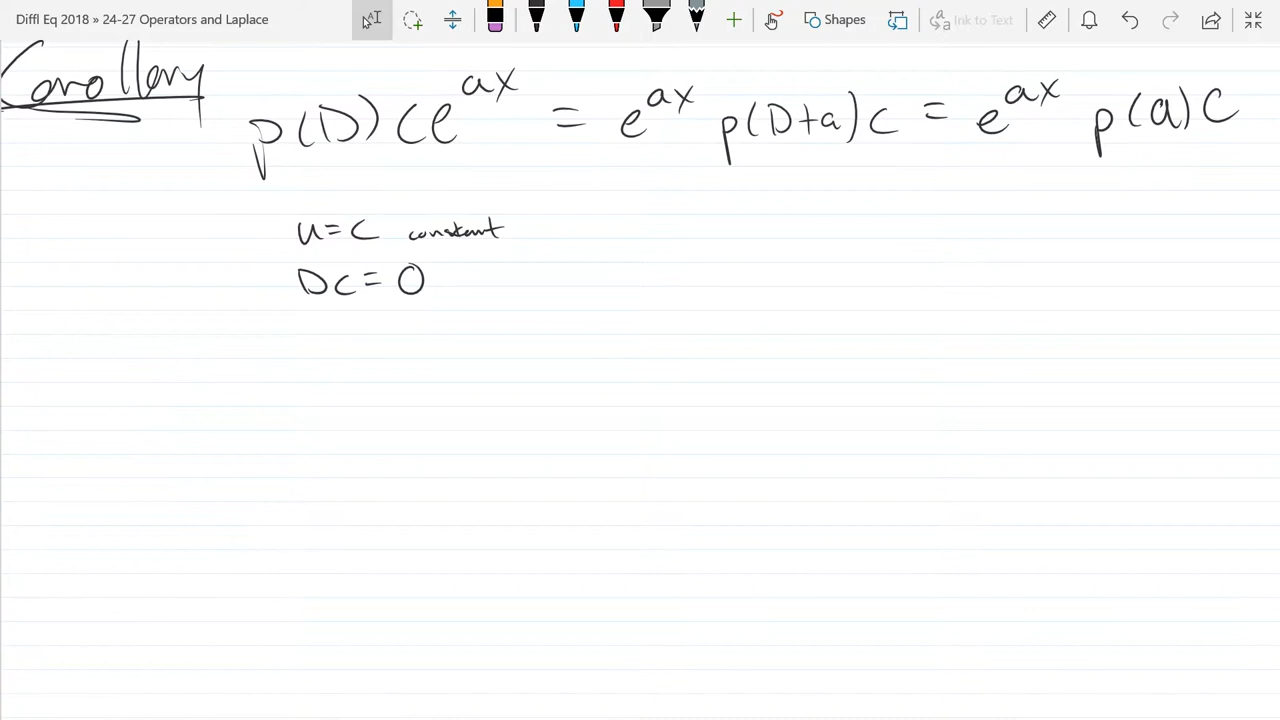 Diffl Eq 2018 » 24-27 Operators and Laplace
Shapes
Ink to Text
Corollery
p(D) ce^{ax} = e^{ax} p(D+a) c = e^{ax} p(a) c
u = c constant
Dc = 0